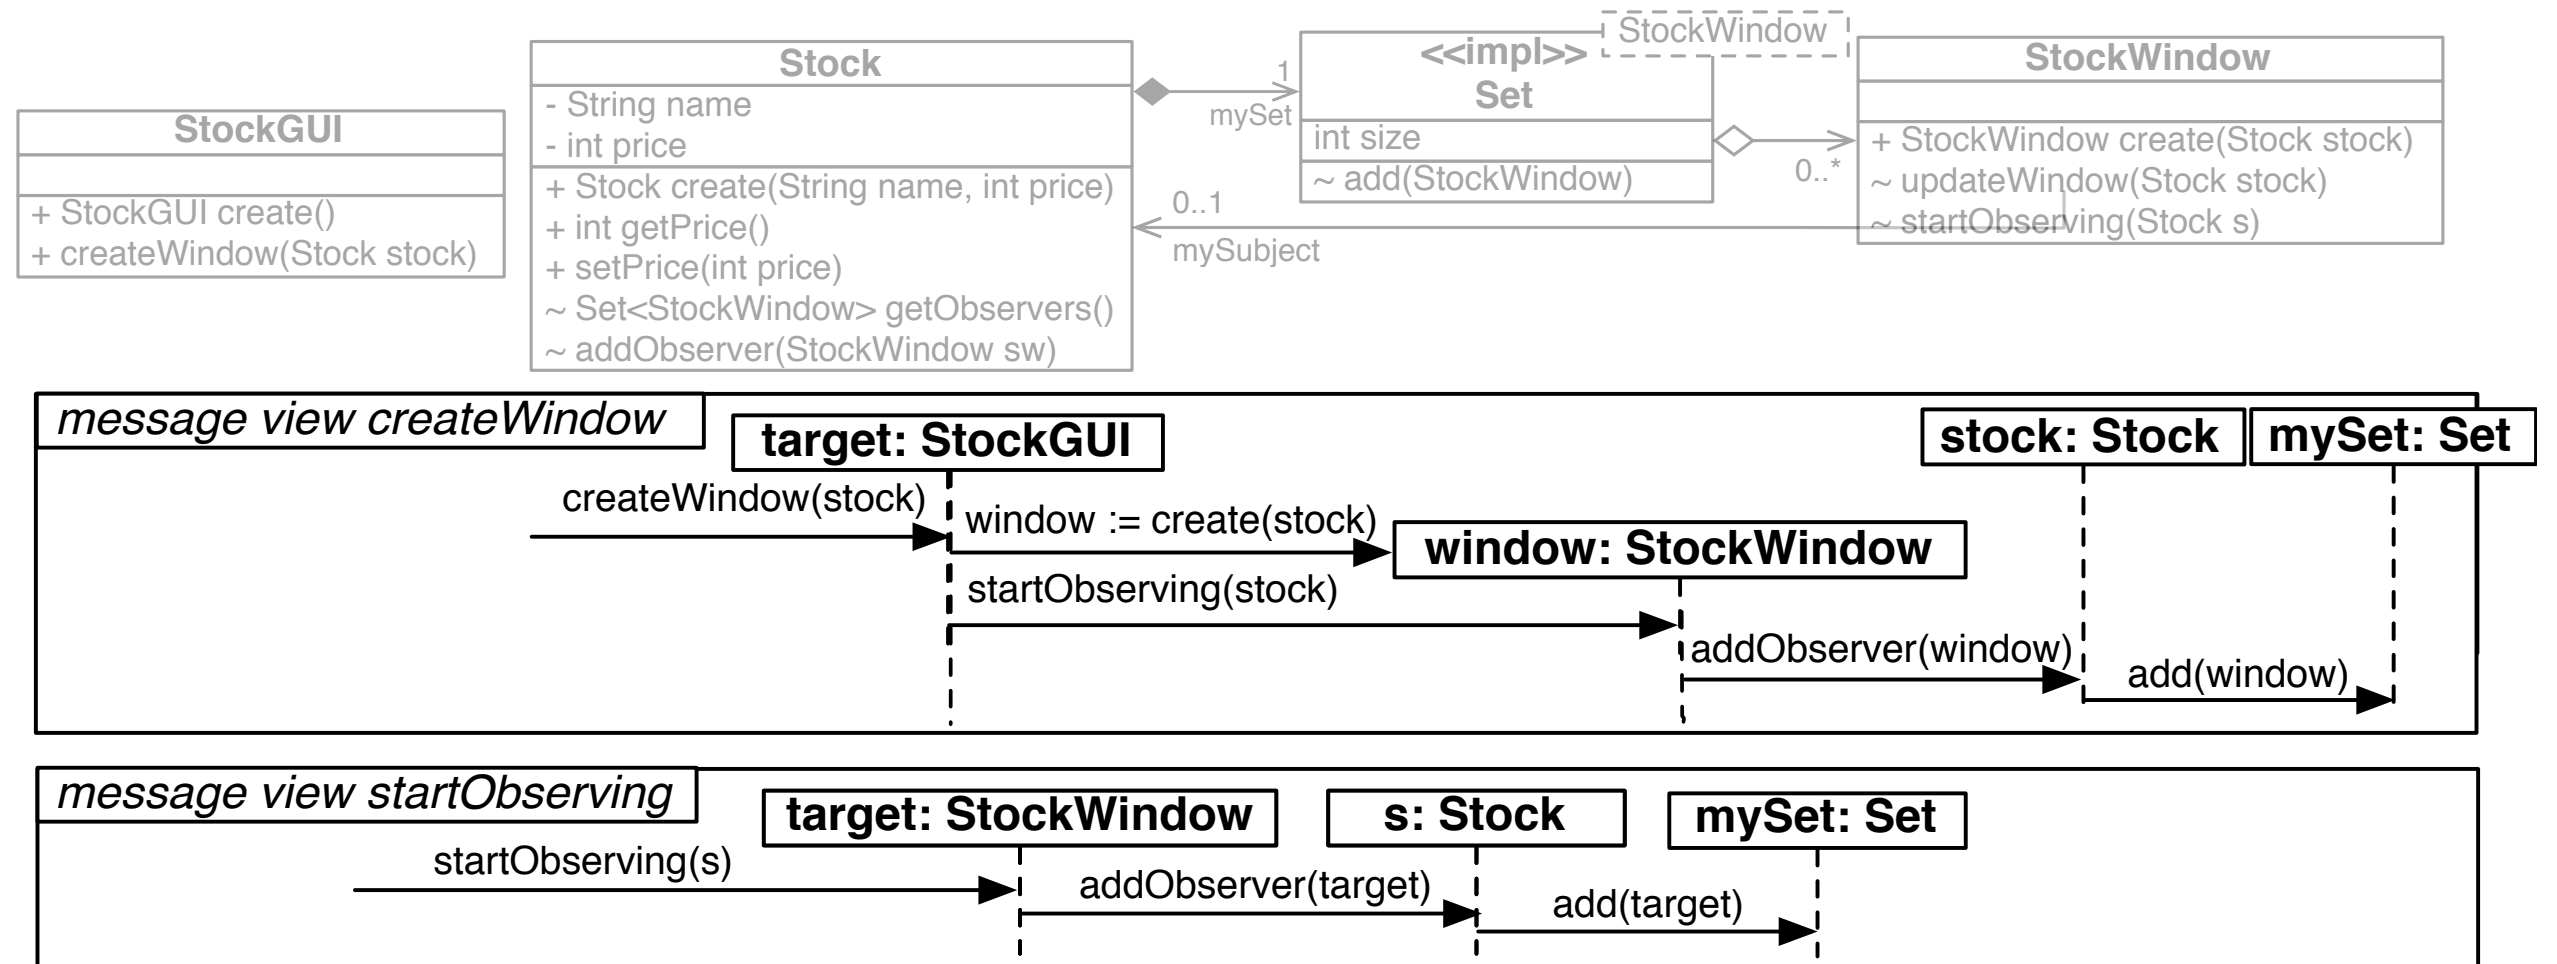 StockGUI
+ StockGUI create()
+ createWindow(Stock stock)
Stock
- String name
- int price
+ Stock create(String name, int price)
+ int getPrice()
+ setPrice(int price)
~ Set<StockWindow> getObservers()
~ addObserver(StockWindow sw)
1
mySet
0..1
mySubject
StockWindow
<<impl>>
Set
int size
~ add(StockWindow)
0..*
StockWindow
+ StockWindow create(Stock stock)
~ updateWindow(Stock stock)
~ startObserving(Stock s)
message view createWindow
target: StockGUI
stock: Stock
mySet: Set
createWindow(stock)
window := create(stock)
window: StockWindow
startObserving(stock)
addObserver(window)
add(window)
message view startObserving
target: StockWindow
s: Stock
mySet: Set
startObserving(s)
addObserver(target)
add(target)